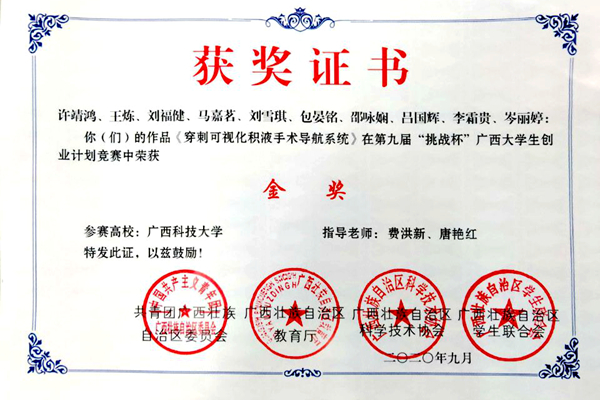 获奖证书
许靖鸿、王炼、刘福健、马嘉茗、刘雪琪、包晏铭、邵咏娴、吕国辉、李霜贵、岑丽婷：
你（们）的作品《穿刺可视化积液手术导航系统》在第九届“挑战杯”广西大学生创
业计划竞赛中荣获
金奖
参赛高校：广西科技大学
指导老师：费洪新、唐艳红
特发此证，以兹鼓励！
共青团广西壮族 广西壮族自治区 广西壮族自治区 广西壮族自治区
自治区委员会 教育厅 科学技术协会 学生联合会
二〇二〇年九月